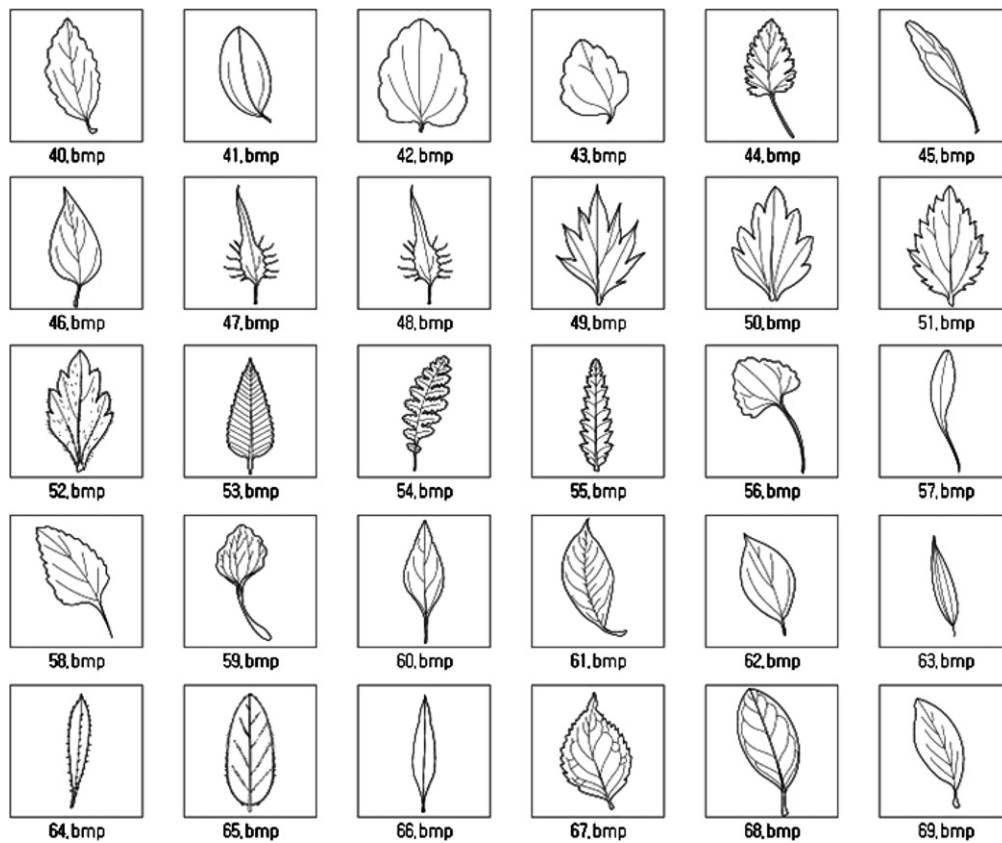 40.bmp 41.bmp 42.bmp 43.bmp 44.bmp 45.bmp
46.bmp 47.bmp 48.bmp 49.bmp 50.bmp 51.bmp
52.bmp 53.bmp 54.bmp 55.bmp 56.bmp 57.bmp
58.bmp 59.bmp 60.bmp 61.bmp 62.bmp 63.bmp
64.bmp 65.bmp 66.bmp 67.bmp 68.bmp 69.bmp